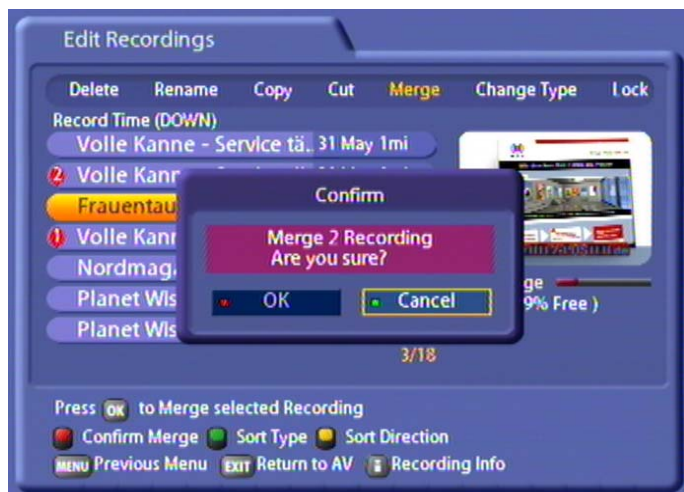 Edit Recordings
Delete Rename Copy Cut Merge Change Type Lock
Record Time (DOWN)
Volle Kanne - Service tä.. 31 May 1mi
2 Volle Kann
Frauentau
1 Volle Kann
Nordmag
Planet Wis
Planet Wis
Confirm
Merge 2 Recording
Are you sure?
OK Cancel
ge
9% Free )
3/18
Press OK to Merge selected Recording
Confirm Merge Sort Type Sort Direction
MENU Previous Menu EXIT Return to AV i Recording Info